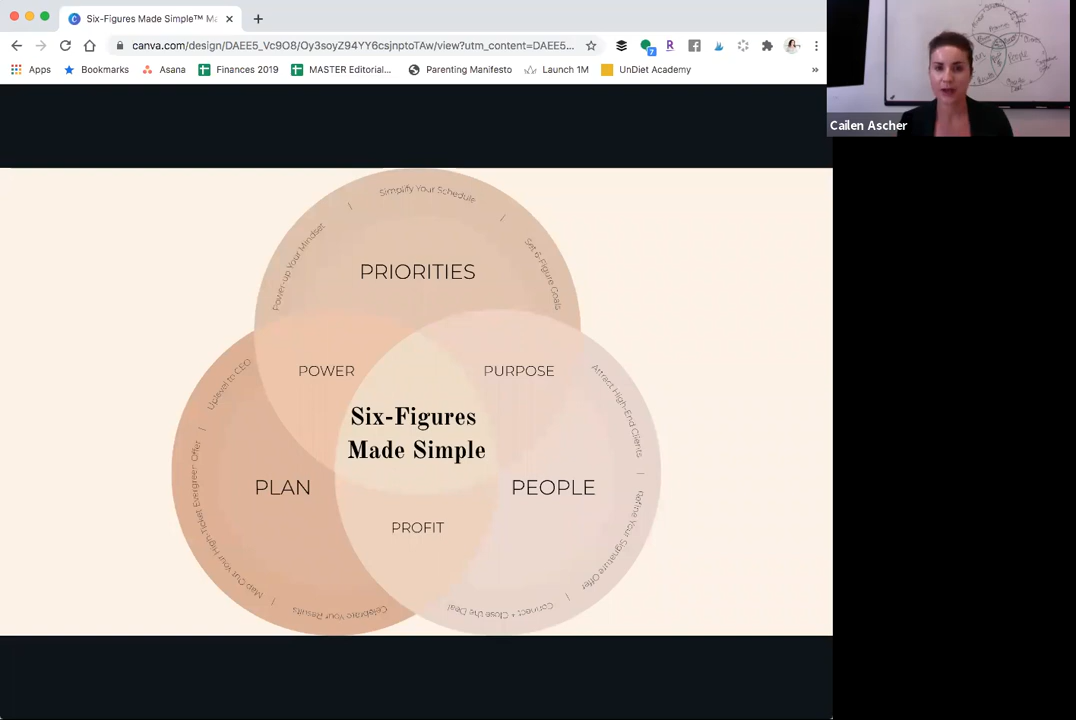 Six-Figures Made Simple™ Ma
canva.com/design/DAEE5_Vc9O8/Oy3soyZ94YY6csjnptoTAw/view?utm_content=DAEE5...
Apps
Bookmarks
Asana
Finances 2019
MASTER Editorial...
Parenting Manifesto
Launch 1M
UnDiet Academy
»
Cailen Ascher
Power-up Your Mindset | Simplify Your Schedule | Set 6-Figure Goals
PRIORITIES
POWER
PURPOSE
Six-Figures
Made Simple
PLAN
PEOPLE
PROFIT
Uplevel to CEO | Map Out Your High-Ticket Evergreen Offer | Celebrate Your Results
Attract High-End Clients | Refine Your Signature Offer | Connect + Close the Deal